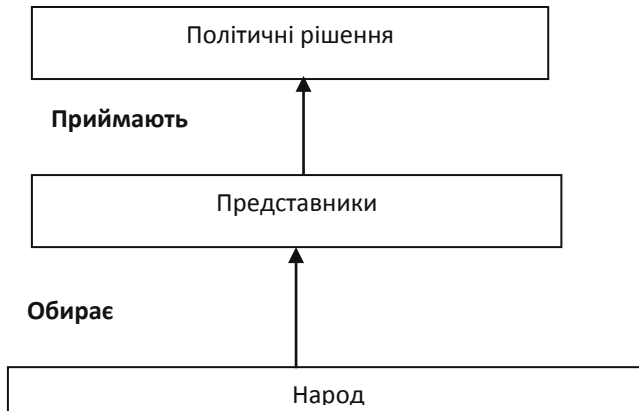 Політичні рішення
Приймають
Представники
Обирає
Народ